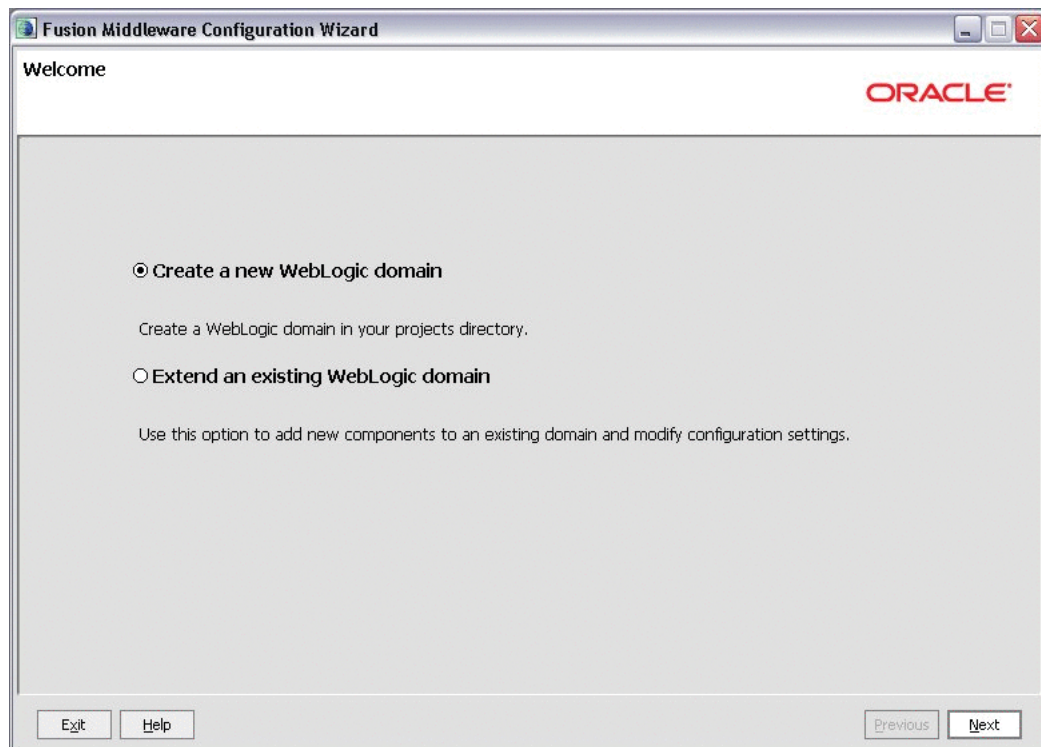 Fusion Middleware Configuration Wizard
Welcome
ORACLE
Create a new WebLogic domain
Create a WebLogic domain in your projects directory.
Extend an existing WebLogic domain
Use this option to add new components to an existing domain and modify configuration settings.
Exit Help Previous Next